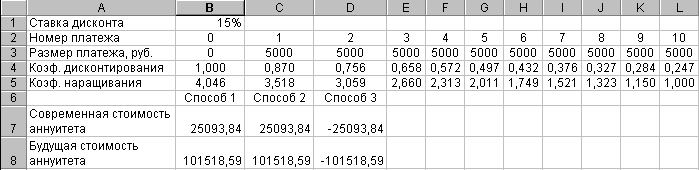 A B C D E F G H I J K L
1 Ставка дисконта 15%
2 Номер платежа 0 1 2 3 4 5 6 7 8 9 10
3 Размер платежа, руб. 0 5000 5000 5000 5000 5000 5000 5000 5000 5000 5000
4 Коэф. дисконтирования 1,000 0,870 0,756 0,658 0,572 0,497 0,432 0,376 0,327 0,284 0,247
5 Коэф. наращивания 4,046 3,518 3,059 2,660 2,313 2,011 1,749 1,521 1,323 1,150 1,000
6 Способ 1 Способ 2 Способ 3
Современная стоимость
7 аннуитета 25093,84 25093,84 -25093,84
Будущая стоимость
8 аннуитета 101518,59 101518,59 -101518,59